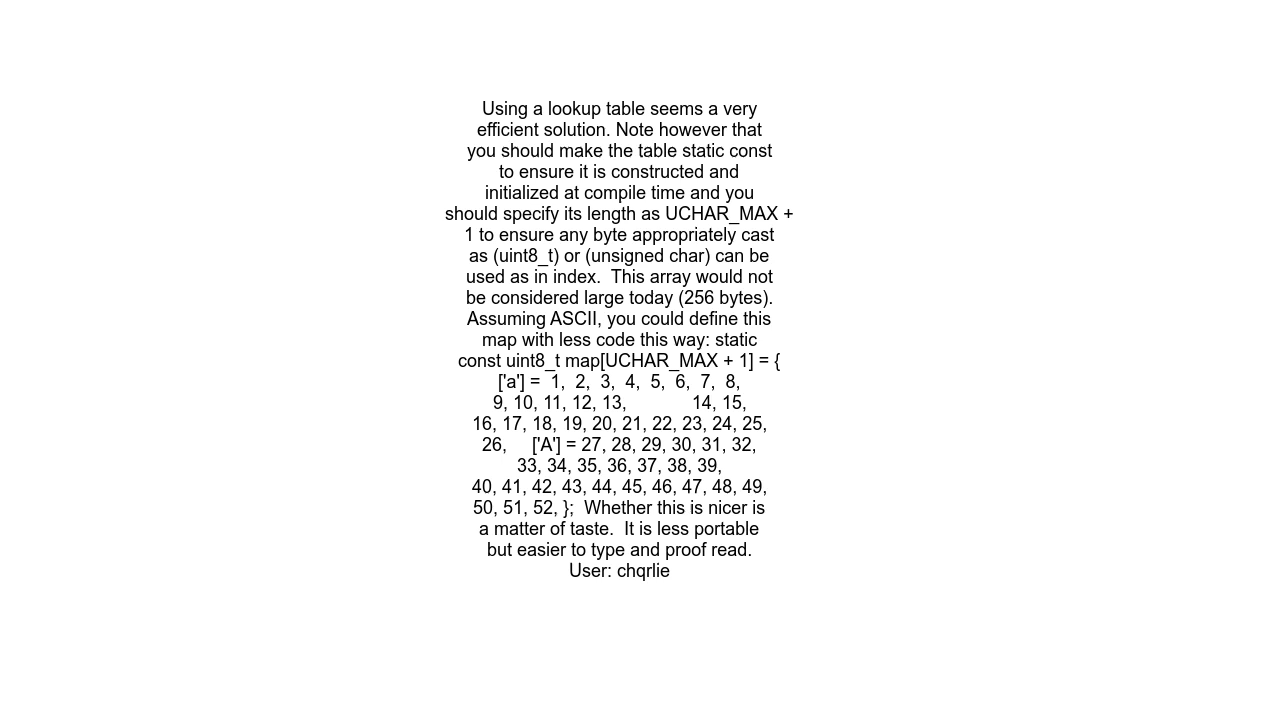 Using a lookup table seems a very
efficient solution. Note however that
you should make the table static const
to ensure it is constructed and
initialized at compile time and you
should specify its length as UCHAR_MAX +
1 to ensure any byte appropriately cast
as (uint8_t) or (unsigned char) can be
used as in index.  This array would not
be considered large today (256 bytes).
Assuming ASCII, you could define this
map with less code this way: static
const uint8_t map[UCHAR_MAX + 1] = {
['a'] =  1,  2,  3,  4,  5,  6,  7,  8,
9, 10, 11, 12, 13,             14, 15,
16, 17, 18, 19, 20, 21, 22, 23, 24, 25,
26,     ['A'] = 27, 28, 29, 30, 31, 32,
33, 34, 35, 36, 37, 38, 39,
40, 41, 42, 43, 44, 45, 46, 47, 48, 49,
50, 51, 52, };  Whether this is nicer is
a matter of taste.  It is less portable
but easier to type and proof read.
User: chqrlie